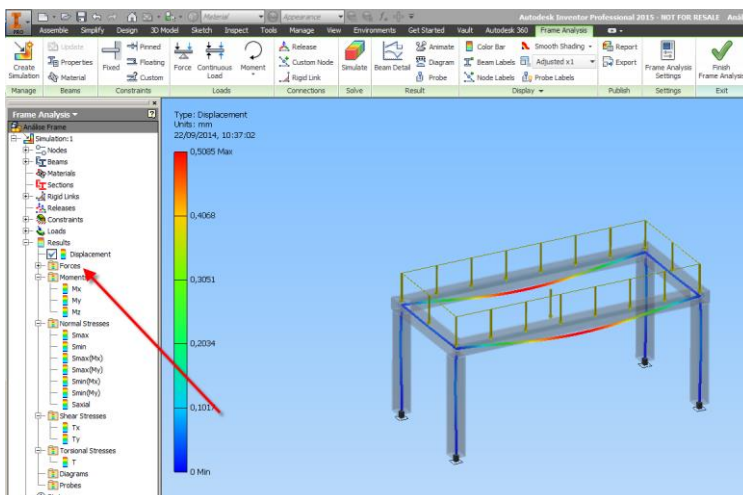 Material
Appearance
Autodesk Inventor Professional 2015 - NOT FOR RESALE
PRO
Assemble Simplify Design 3D Model Sketch Inspect Tools Manage View Environments Get Started Vault Autodesk 360 Frame Analysis
Update
Pinned
Release
Animate
Color Bar
Smooth Shading
Report
Properties
Floating
Custom Node
Diagram
Beam Labels
Adjusted x1
Export
Create Simulation
Material
Fixed
Custom
Force
Continuous Load
Moment
Rigid Link
Simulate
Beam Detail
Probe
Node Labels
Probe Labels
Frame Analysis Settings
Finish Frame Analysis
Manage Beams Constraints Loads Connections Solve Result Display Publish Settings Exit
Frame Analysis
Análise Frame
Simulation:1
Nodes
Beams
Materials
Sections
Rigid Links
Releases
Constraints
Loads
Results
Displacement
Forces
Moments
Mx
My
Mz
Normal Stresses
Smax
Smin
Smax(Mx)
Smax(My)
Smin(Mx)
Smin(My)
Saxial
Shear Stresses
Tx
Ty
Torsional Stresses
T
Diagrams
Probes
Type: Displacement
Units: mm
22/09/2014, 10:37:02
0,5085 Max
0,4068
0,3051
0,2034
0,1017
0 Min